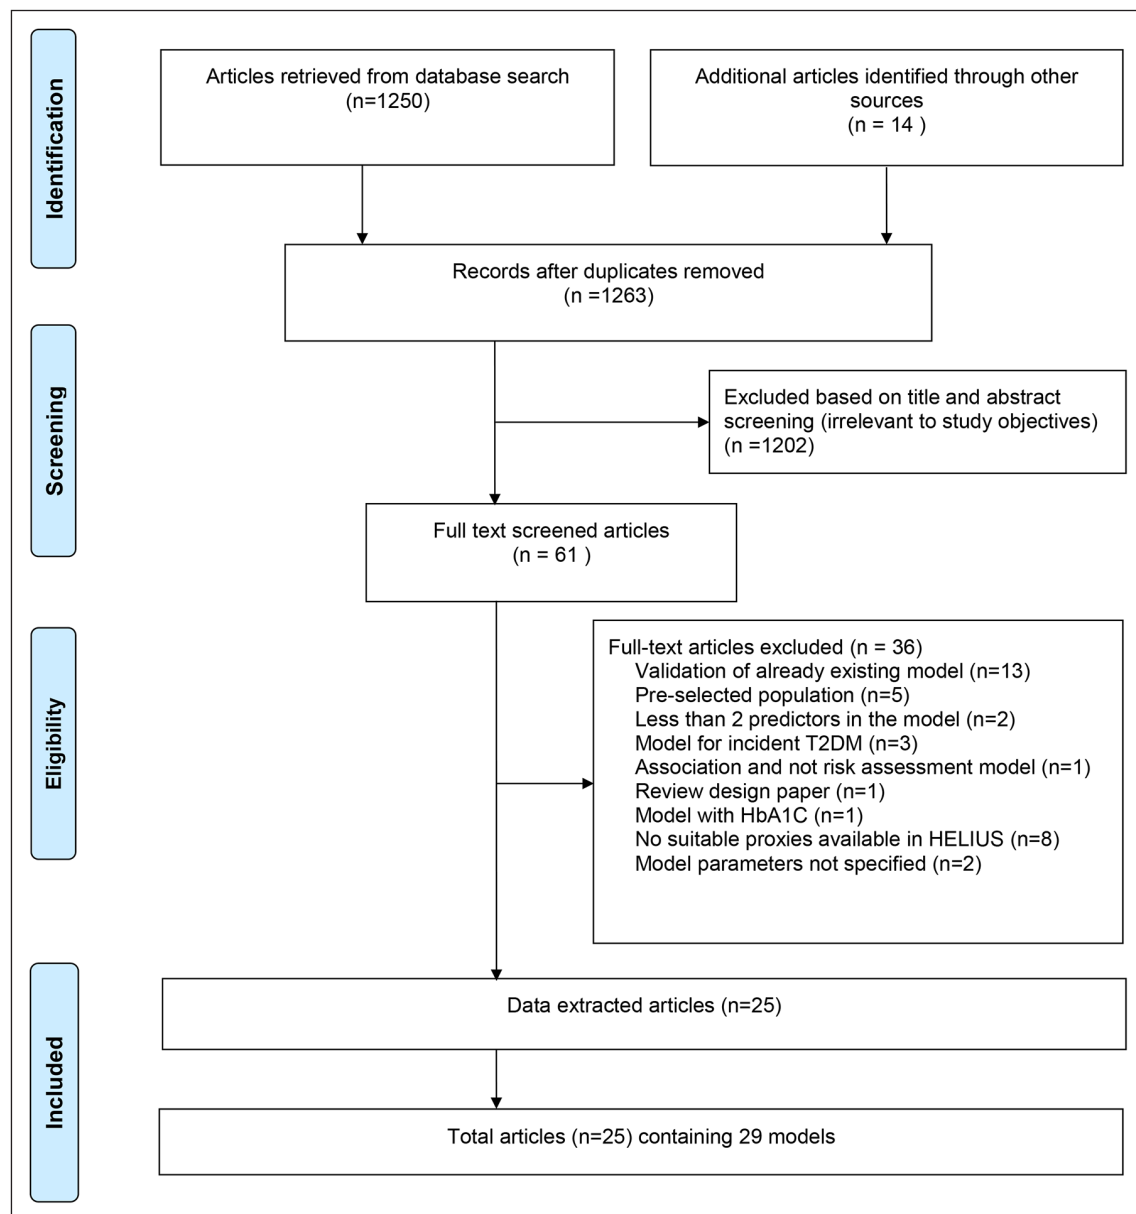 Identification
Articles retrieved from database search
(n=1250)
Additional articles identified through other
sources
(n = 14 )
Records after duplicates removed
(n =1263)
Screening
Excluded based on title and abstract
screening (irrelevant to study objectives)
(n =1202)
Full text screened articles
(n = 61 )
Eligibility
Full-text articles excluded (n = 36)
Validation of already existing model (n=13)
Pre-selected population (n=5)
Less than 2 predictors in the model (n=2)
Model for incident T2DM (n=3)
Association and not risk assessment model (n=1)
Review design paper (n=1)
Model with HbA1C (n=1)
No suitable proxies available in HELIUS (n=8)
Model parameters not specified (n=2)
Included
Data extracted articles (n=25)
Total articles (n=25) containing 29 models